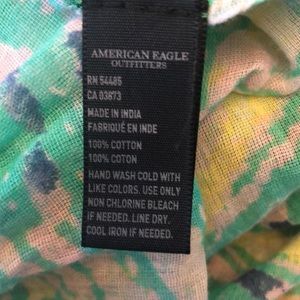 AMERICAN EAGLE
OUTFITTERS
RN 54485
CA 03873
MADE IN INDIA
FABRIQUÉ EN INDE
100% COTTON
100% COTON
HAND WASH COLD WITH
LIKE COLORS. USE ONLY
NON CHLORINE BLEACH
IF NEEDED. LINE DRY.
COOL IRON IF NEEDED.